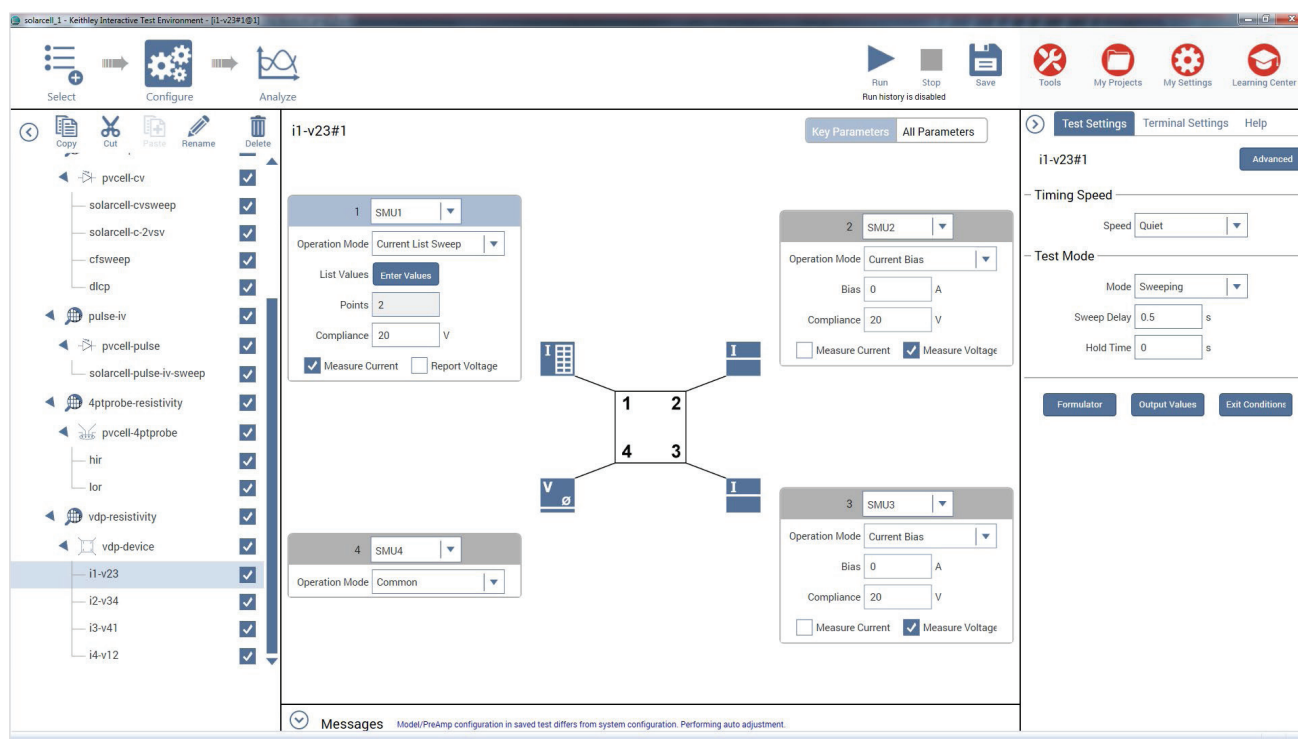 solarcell_1 - Keithley Interactive Test Environment - [i1-v23#1@1]
Select
Configure
Analyze
Run
Stop
Save
Run history is disabled
Tools
My Projects
My Settings
Learning Center
Copy
Cut
Paste
Rename
Delete
pvcell-cv
solarcell-cvsweep
solarcell-c-2vsv
cfsweep
dlcp
pulse-iv
pvcell-pulse
solarcell-pulse-iv-sweep
4ptprobe-resistivity
pvcell-4ptprobe
hir
lor
vdp-resistivity
vdp-device
i1-v23
i2-v34
i3-v41
i4-v12
i1-v23#1
Key Parameters All Parameters
1 SMU1
Operation Mode Current List Sweep
List Values Enter Values
Points 2
Compliance 20 V
Measure Current Report Voltage
2 SMU2
Operation Mode Current Bias
Bias 0 A
Compliance 20 V
Measure Current Measure Voltage
I
I
1 2
4 3
V
I
4 SMU4
Operation Mode Common
3 SMU3
Operation Mode Current Bias
Bias 0 A
Compliance 20 V
Measure Current Measure Voltage
Messages Model/PreAmp configuration in saved test differs from system configuration. Performing auto adjustment.
Test Settings Terminal Settings Help
i1-v23#1 Advanced
Timing Speed
Speed Quiet
Test Mode
Mode Sweeping
Sweep Delay 0.5 s
Hold Time 0 s
Formulator Output Values Exit Conditions